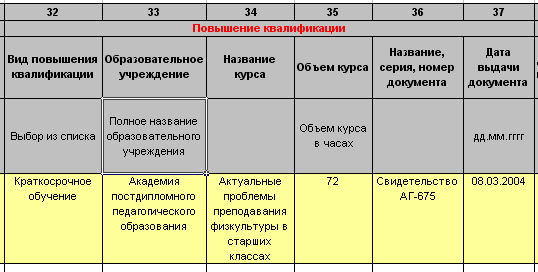 32 33 34 35 36 37
Повышение квалификации
Вид повышения квалификации
Образовательное учреждение
Название курса
Объем курса
Название, серия, номер документа
Дата выдачи документа
Выбор из списка
Полное название образовательного учреждения
Объем курса в часах
дд.мм.гггг
Краткосрочное обучение
Академия постдипломного педагогического образования
Актуальные проблемы преподавания физкультуры в старших классах
72
Свидетельство АГ-675
08.03.2004